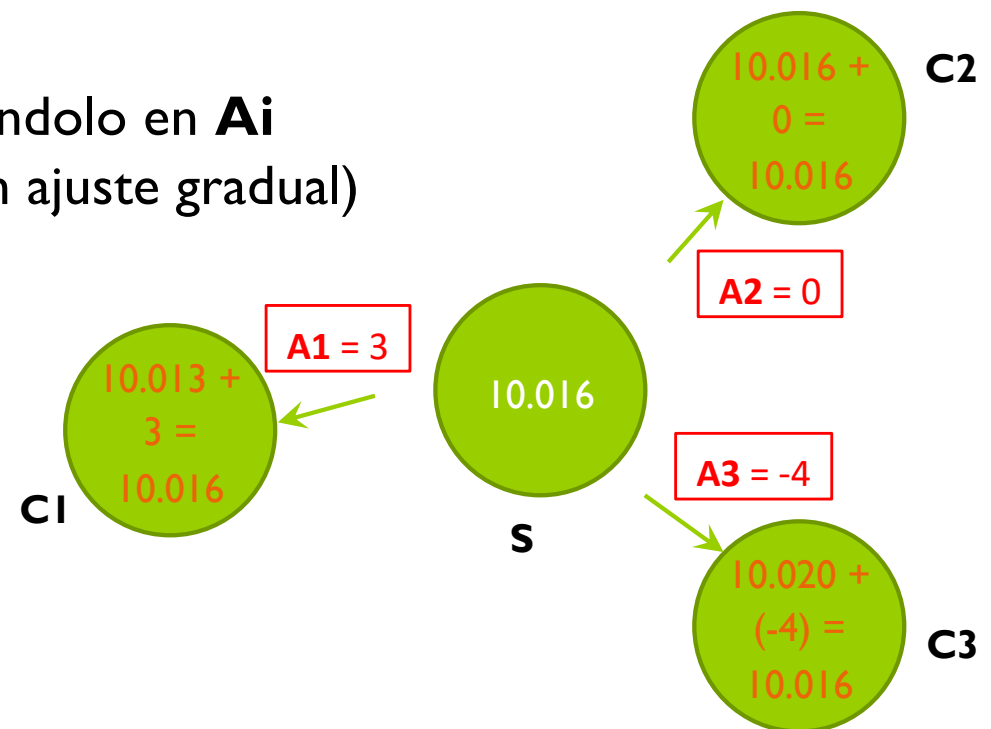 ndolo en Ai
n ajuste gradual)
10.016 +
0 =
10.016
C2
A2 = 0
A1 = 3
10.013 +
3 =
10.016
C1
10.016
S
A3 = -4
10.020 +
(-4) =
10.016
C3